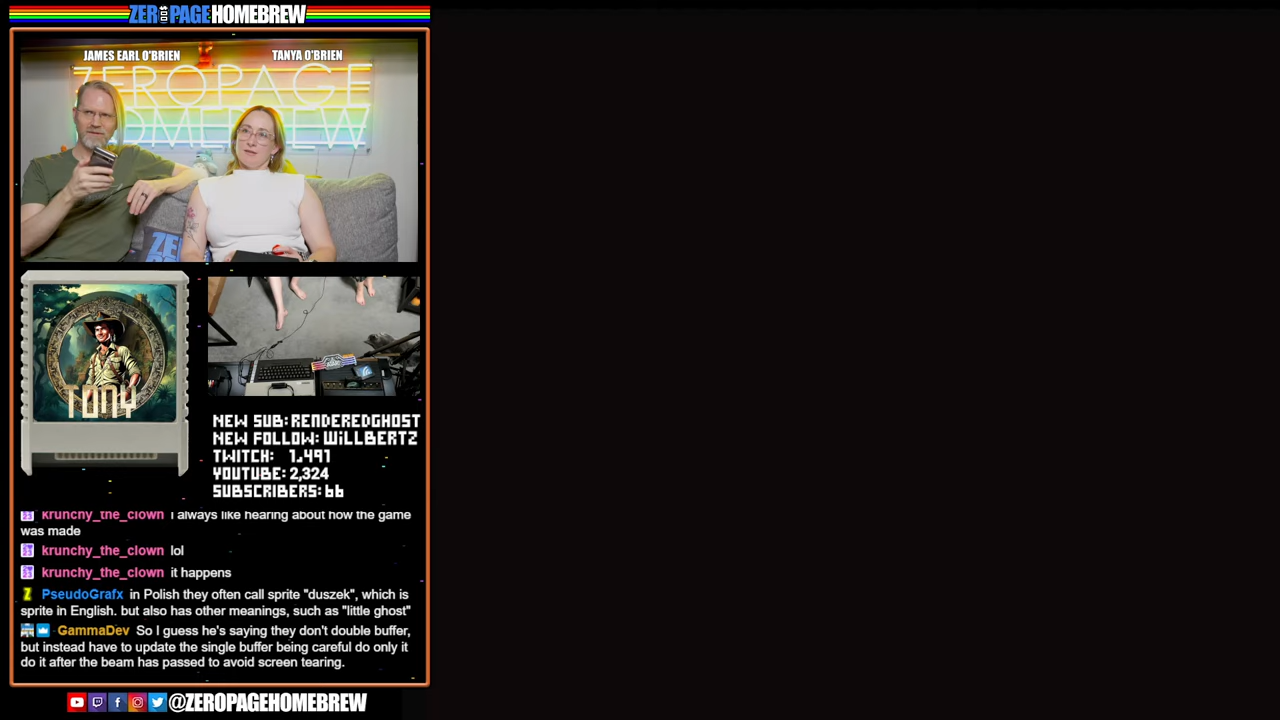 ZEROPAGE HOMEBREW
JAMES EARL O'BRIEN
TANYA O'BRIEN
ZEROPAGE
HOMEBREW
TONY
NEW SUB: RENDEREDGHOST
NEW FOLLOW: WILLBERTZ
TWITCH: 1,491
YOUTUBE: 2,324
SUBSCRIBERS: 66
krunchy_the_clown i always like hearing about how the game
was made
krunchy_the_clown lol
krunchy_the_clown it happens
PseudoGrafx in Polish they often call sprite "duszek", which is
sprite in English. but also has other meanings, such as "little ghost"
GammaDev So I guess he's saying they don't double buffer,
but instead have to update the single buffer being careful do only it
do it after the beam has passed to avoid screen tearing.
@ZEROPAGEHOMEBREW